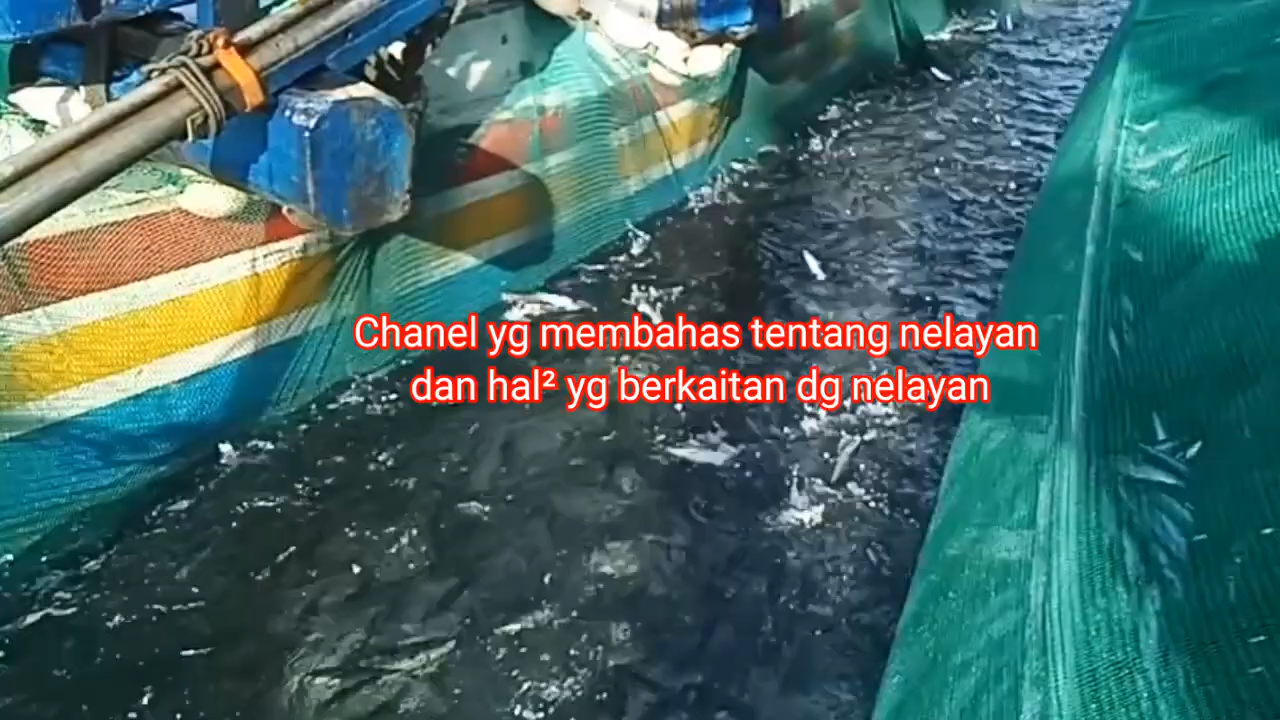 Chanel yg membahas tentang nelayan
dan hal² yg berkaitan dg nelayan